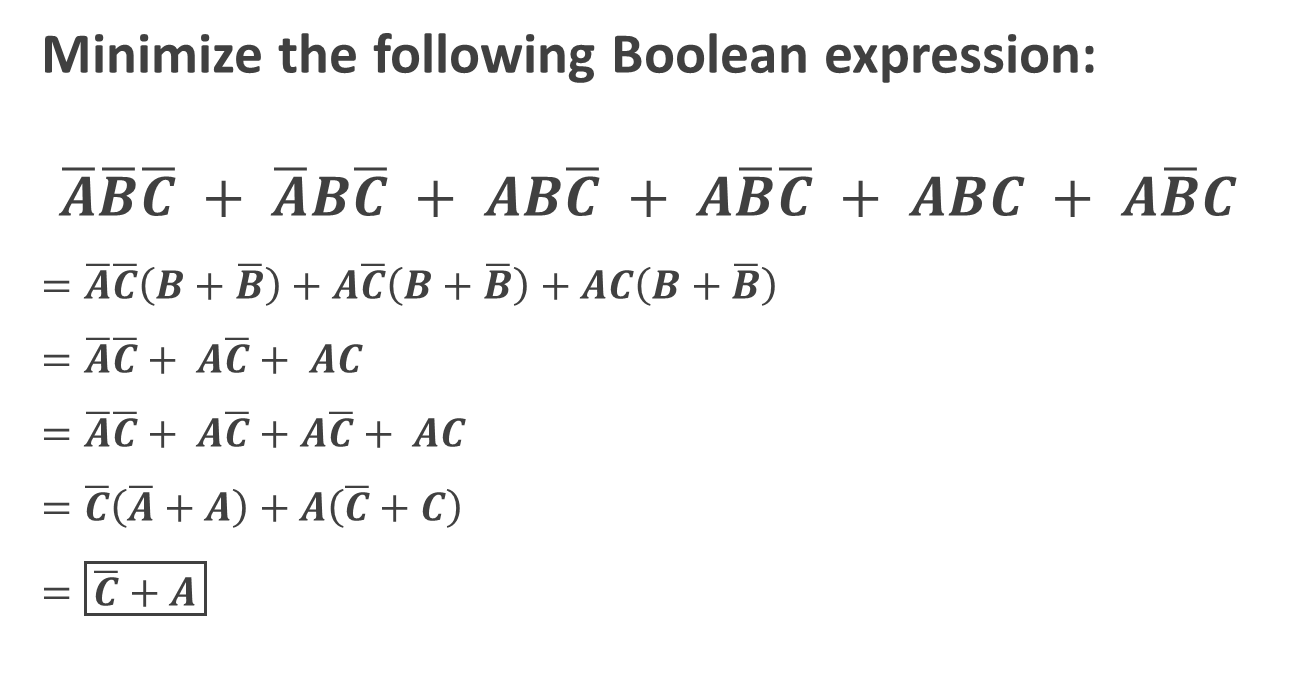 Minimize the following Boolean expression:
A̅B̅C̅ + A̅BC̅ + ABC̅ + AB̅C̅ + ABC + AB̅C
= A̅C̅(B + B̅) + AC̅(B + B̅) + AC(B + B̅)
= A̅C̅ + AC̅ + AC
= A̅C̅ + AC̅ + AC̅ + AC
= C̅(A̅ + A) + A(C̅ + C)
= C̅ + A